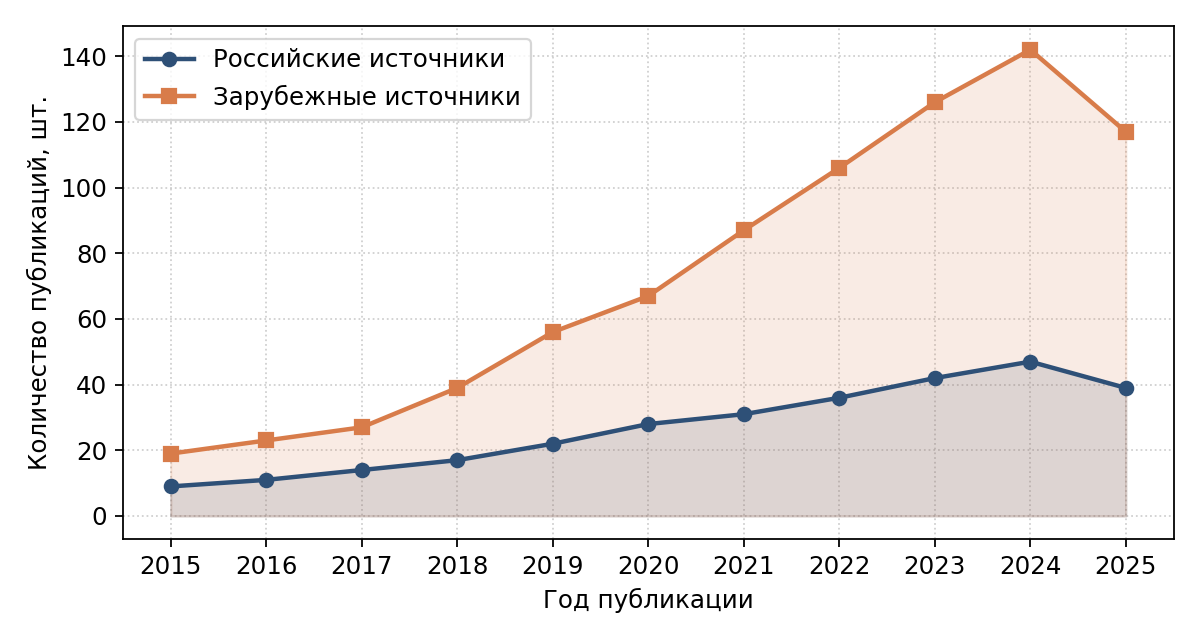 Российские источники
Зарубежные источники
Количество публикаций, шт.
140
120
100
80
60
40
20
0
2015 2016 2017 2018 2019 2020 2021 2022 2023 2024 2025
Год публикации